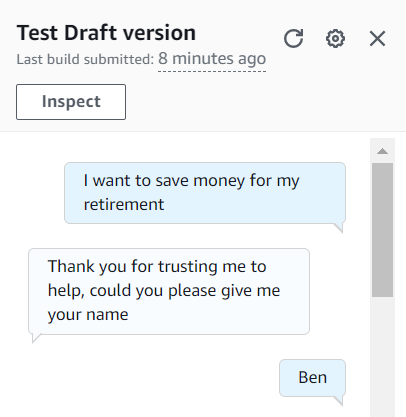 Test Draft version
Last build submitted: 8 minutes ago
Inspect
I want to save money for my
retirement
Thank you for trusting me to
help, could you please give me
your name
Ben